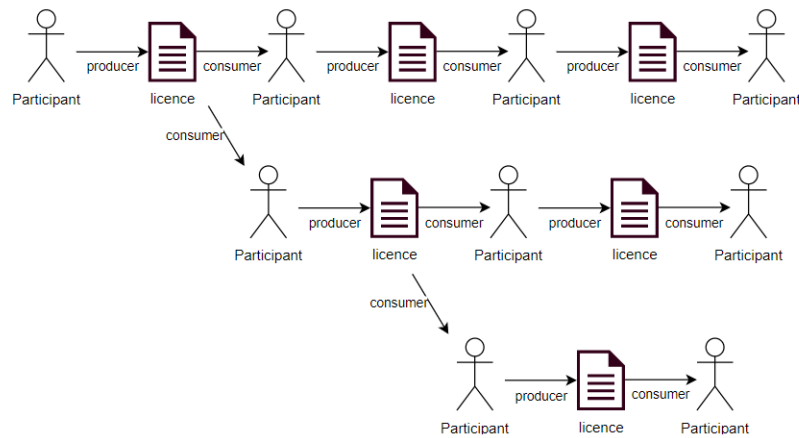 producer consumer producer consumer producer consumer
Participant licence Participant licence Participant licence Participant
consumer
producer consumer producer consumer
Participant licence Participant licence Participant
consumer
producer consumer
Participant licence Participant